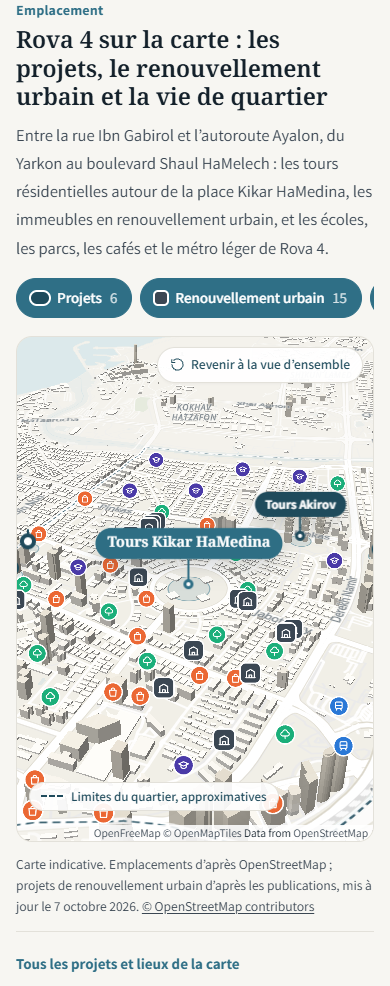 Emplacement
Rova 4 sur la carte : les
projets, le renouvellement
urbain et la vie de quartier
Entre la rue Ibn Gabirol et l’autoroute Ayalon, du
Yarkon au boulevard Shaul HaMelech : les tours
résidentielles autour de la place Kikar HaMedina, les
immeubles en renouvellement urbain, et les écoles,
les parcs, les cafés et le métro léger de Rova 4.
Projets 6
Renouvellement urbain 15
Revenir à la vue d’ensemble
KOKHAV
HATZAFON
Tours Akirov
Tours Kikar HaMedina
Limites du quartier, approximatives
OpenFreeMap © OpenMapTiles Data from OpenStreetMap
Carte indicative. Emplacements d’après OpenStreetMap ;
projets de renouvellement urbain d’après les publications, mis à
jour le 7 octobre 2026. © OpenStreetMap contributors
Tous les projets et lieux de la carte